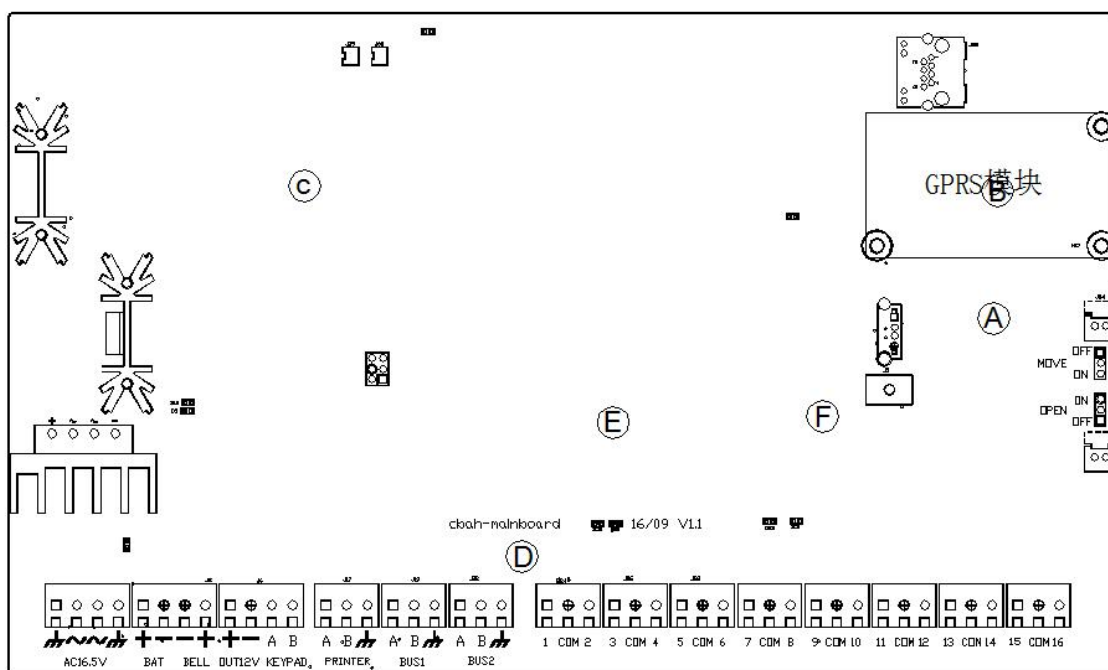 C
GPRS模块
B
A
OFF
MOVE
ON
ON
OPEN
OFF
E
F
cbah-mainboard 16/09 V1.1
D
A B A B A B A B
1 COM 2 3 COM 4 5 COM 6 7 COM 8 9 COM 10 11 COM 12 13 COM 14 15 COM 16
AC16.5V BAT BELL OUT12V KEYPAD PRINTER BUS1 BUS2